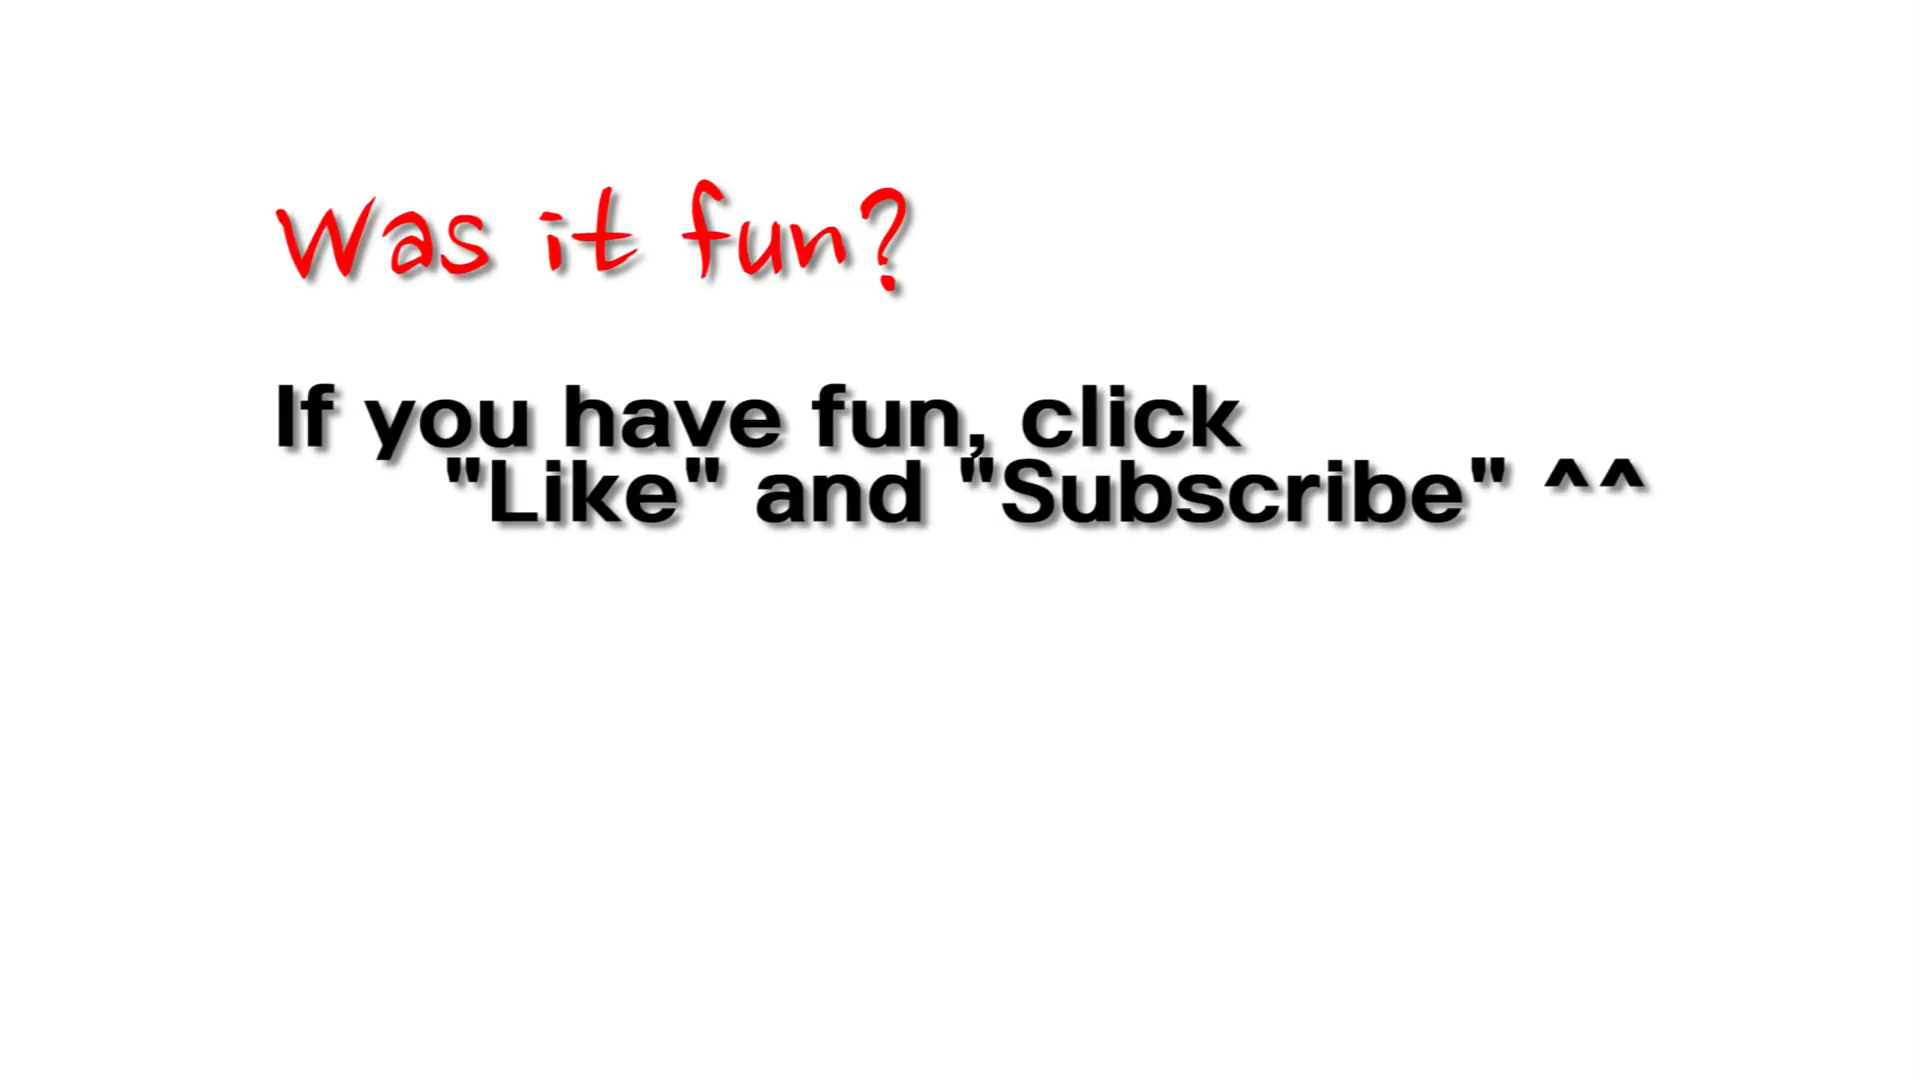 Was it fun?
If you have fun, click
"Like" and "Subscribe" ^^